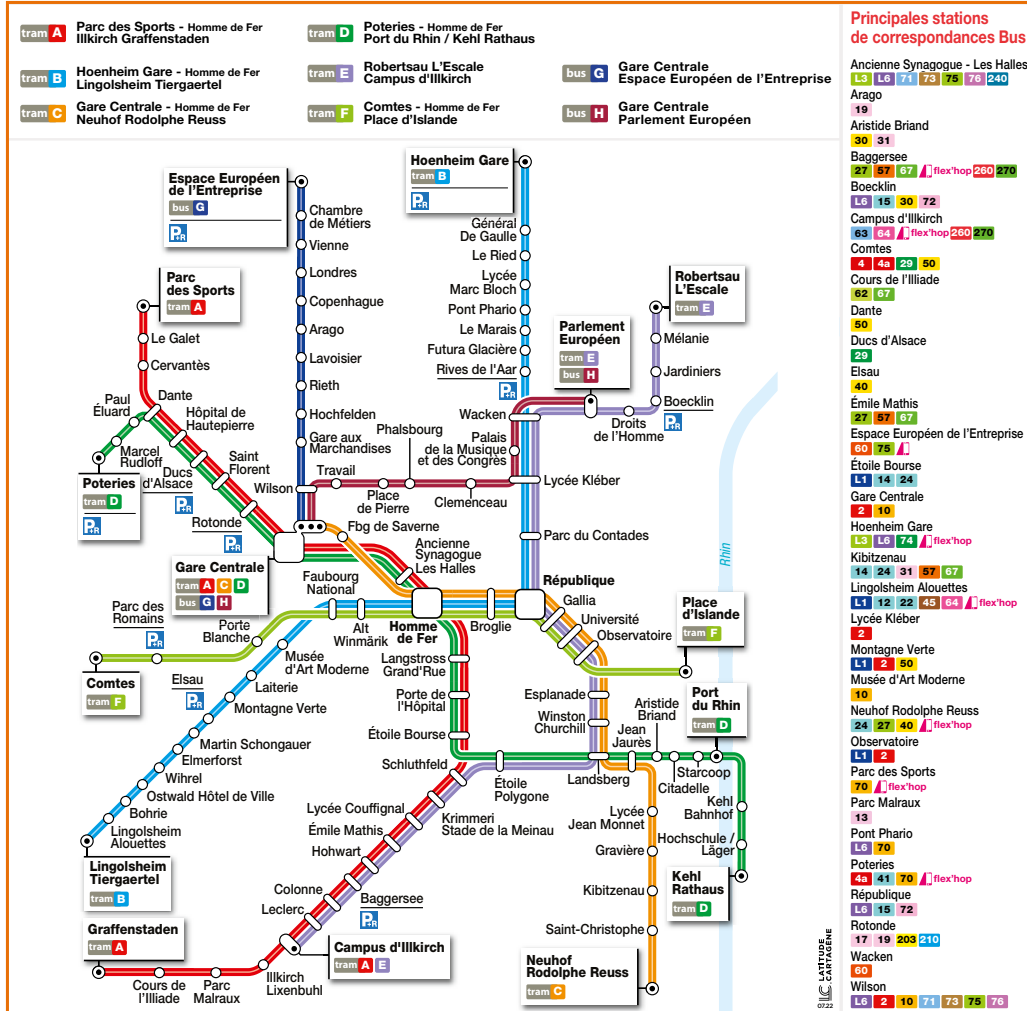 tram A Parc des Sports - Homme de Fer
Illkirch Graffenstaden
tram B Hoenheim Gare - Homme de Fer
Lingolsheim Tiergaertel
tram C Gare Centrale - Homme de Fer
Neuhof Rodolphe Reuss
tram D Poteries - Homme de Fer
Port du Rhin / Kehl Rathaus
tram E Robertsau L'Escale
Campus d'Illkirch
tram F Comtes - Homme de Fer
Place d'Islande
bus G Gare Centrale
Espace Européen de l'Entreprise
bus H Gare Centrale
Parlement Européen
Espace Européen
de l'Entreprise
bus G
P+R
Chambre
de Métiers
Vienne
Londres
Copenhague
Arago
Lavoisier
Rieth
Hochfelden
Gare aux
Marchandises
Wilson
Hoenheim Gare
tram B
P+R
Général
De Gaulle
Le Ried
Lycée
Marc Bloch
Pont Phario
Le Marais
Futura Glacière
Rives de l'Aar
P+R
Wacken
Lycée Kléber
Parc du Contades
République
Parlement
Européen
tram E
bus H
Robertsau
L'Escale
tram E
Mélanie
Jardiniers
Boecklin
P+R
Droits
de l'Homme
Palais
de la Musique
et des Congrès
Clemenceau
Phalsbourg
Place
de Pierre
Travail
Parc
des Sports
tram A
Le Galet
Cervantès
Dante
Paul
Éluard
Marcel
Rudloff
Poteries
tram D
P+R
Hôpital de
Hautepierre
Ducs
d'Alsace
P+R
Saint
Florent
Rotonde
P+R
Gare Centrale
tram A C D
bus G H
Fbg de Saverne
Ancienne
Synagogue
Les Halles
Homme
de Fer
Faubourg
National
Alt
Winmärik
Broglie
Gallia
Université
Observatoire
Place
d'Islande
tram F
Parc des
Romains
P+R
Porte
Blanche
Comtes
tram F
Musée
d'Art Moderne
Laiterie
Montagne Verte
Elsau
P+R
Martin Schongauer
Elmerforst
Wihrel
Ostwald Hôtel de Ville
Bohrie
Lingolsheim
Alouettes
Lingolsheim
Tiergaertel
tram B
Langstross
Grand'Rue
Porte de
l'Hôpital
Étoile Bourse
Schluthfeld
Étoile
Polygone
Krimmeri
Stade de la Meinau
Lycée Couffignal
Émile Mathis
Hohwart
Baggersee
P+R
Colonne
Leclerc
Campus d'Illkirch
tram A E
Illkirch
Lixenbuhl
Parc
Malraux
Cours de
l'Illiade
Graffenstaden
tram A
Esplanade
Winston
Churchill
Landsberg
Jean
Jaurès
Aristide
Briand
Citadelle
Starcoop
Port
du Rhin
tram D
Kehl
Bahnhof
Hochschule /
Läger
Kehl
Rathaus
tram D
Lycée
Jean Monnet
Gravière
Kibitzenau
Saint-Christophe
Neuhof
Rodolphe Reuss
tram C
Rhin
LATITUDE
CARTAGÈNE
07.22
Principales stations
de correspondances Bus
Ancienne Synagogue - Les Halles
L3 L6 71 73 75 76 240
Arago
19
Aristide Briand
30 31
Baggersee
27 57 67 flex'hop 260 270
Boecklin
L6 15 30 72
Campus d'Illkirch
63 64 flex'hop 260 270
Comtes
4 4a 29 50
Cours de l'Illiade
62 67
Dante
50
Ducs d'Alsace
29
Elsau
40
Émile Mathis
27 57 67
Espace Européen de l'Entreprise
60 75
Étoile Bourse
L1 14 24
Gare Centrale
2 10
Hoenheim Gare
L3 L6 74 flex'hop
Kibitzenau
14 24 31 57 67
Lingolsheim Alouettes
L1 12 22 45 64 flex'hop
Lycée Kléber
2
Montagne Verte
L1 2 50
Musée d'Art Moderne
10
Neuhof Rodolphe Reuss
24 27 40 flex'hop
Observatoire
L1 2
Parc des Sports
70 flex'hop
Parc Malraux
13
Pont Phario
L6 70
Poteries
4a 41 70 flex'hop
République
L6 15 72
Rotonde
17 19 203 210
Wacken
60
Wilson
L6 2 10 71 73 75 76